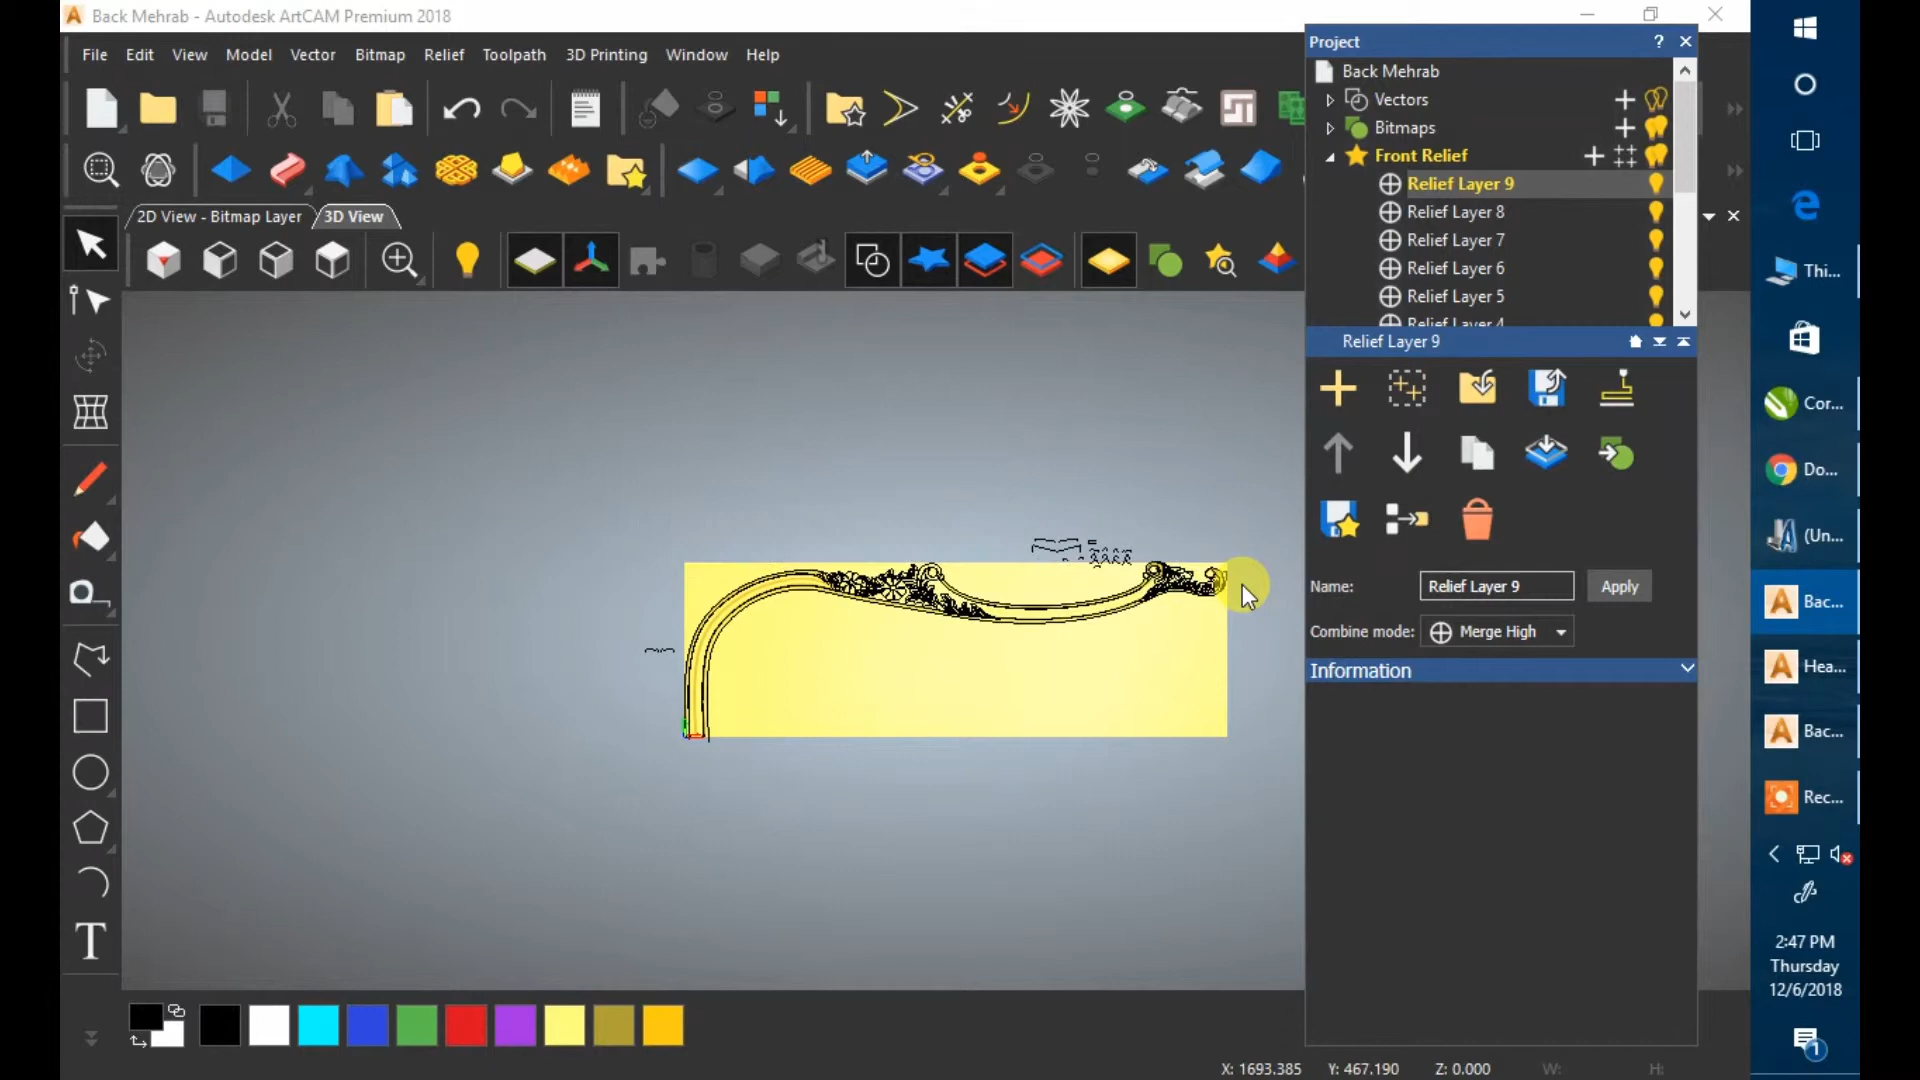 Back Mehrab - Autodesk ArtCAM Premium 2018
File Edit View Model Vector Bitmap Relief Toolpath 3D Printing Window Help
2D View - Bitmap Layer 3D View
Project
Back Mehrab
Vectors
Bitmaps
Front Relief
Relief Layer 9
Relief Layer 8
Relief Layer 7
Relief Layer 6
Relief Layer 5
Relief Layer 4
Relief Layer 9
Name: Relief Layer 9 Apply
Combine mode: Merge High
Information
X: 1693.385 Y: 467.190 Z: 0.000 W: H:
Thi...
Cor...
Do...
(Un...
Bac...
Hea...
Bac...
Rec...
2:47 PM
Thursday
12/6/2018
1